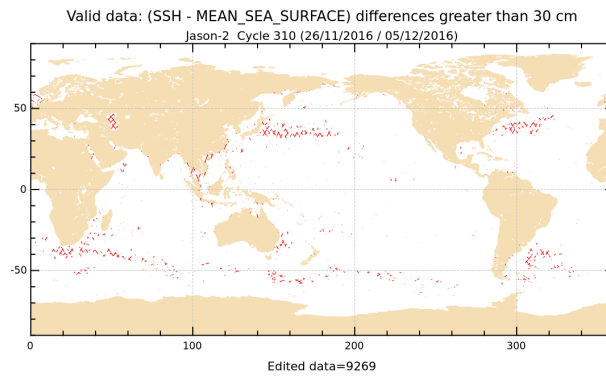 Valid data: (SSH - MEAN_SEA_SURFACE) differences greater than 30 cm
Jason-2 Cycle 310 (26/11/2016 / 05/12/2016)
50
0
-50
0 100 200 300
Edited data=9269